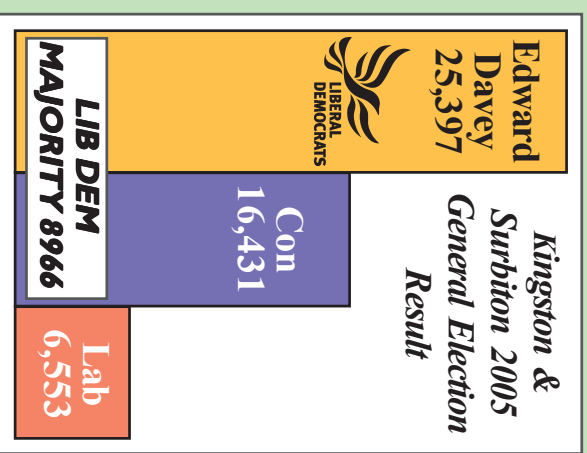 Kingston &
Surbiton 2005
General Election
Result
Edward
Davey
25,397
LIBERAL
DEMOCRATS
Con
16,431
Lab
6,553
LIB DEM
MAJORITY 8966